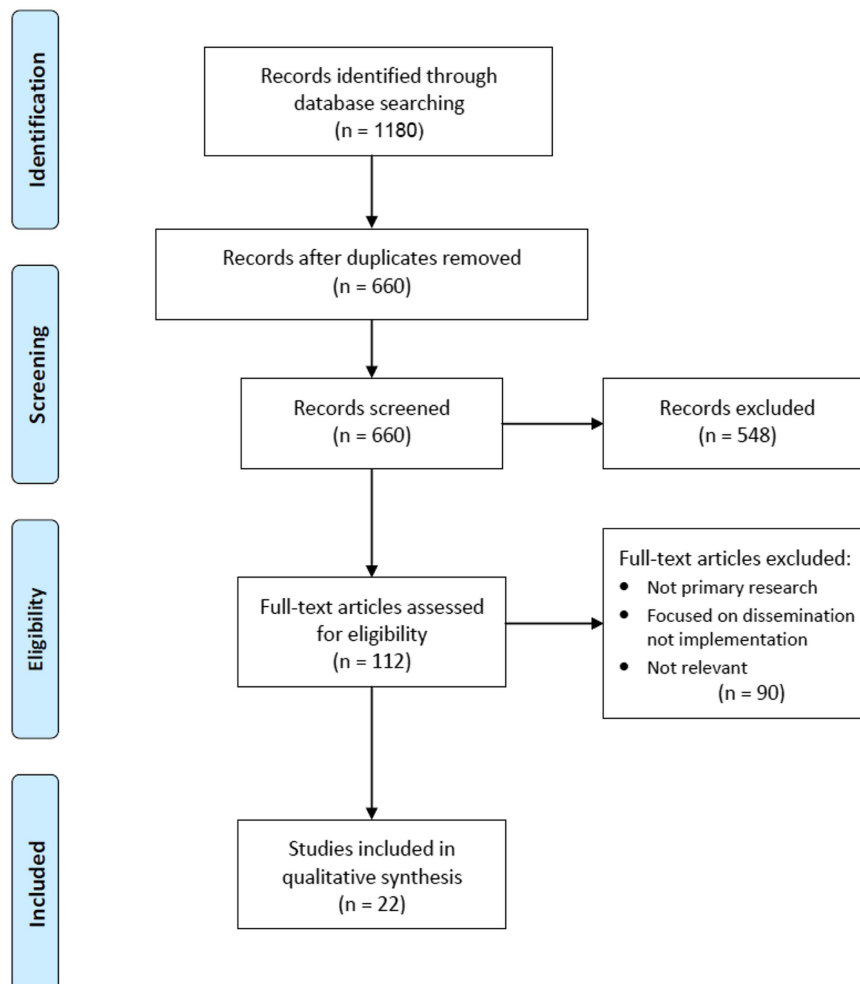 Identification
Records identified through
database searching
(n = 1180)
Records after duplicates removed
(n = 660)
Screening
Records screened
(n = 660)
Records excluded
(n = 548)
Eligibility
Full-text articles assessed
for eligibility
(n = 112)
Full-text articles excluded:
• Not primary research
• Focused on dissemination
not implementation
• Not relevant
(n = 90)
Included
Studies included in
qualitative synthesis
(n = 22)